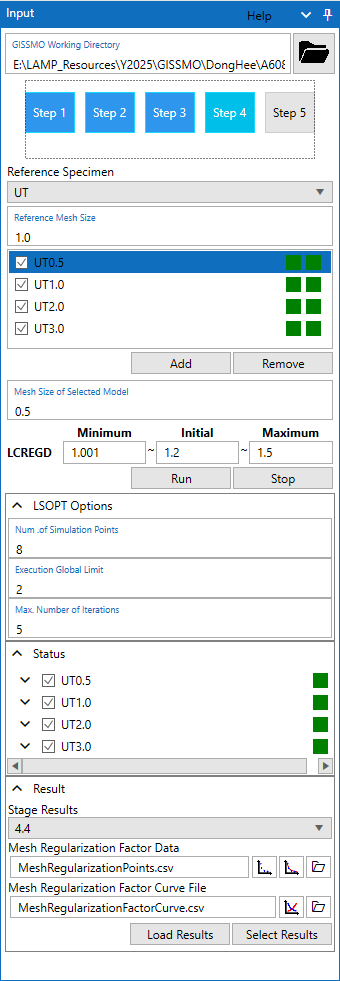 Input Help
GISSMO Working Directory
E:\LAMP_Resources\Y2025\GISSMO\DongHee\A608
Step 1 Step 2 Step 3 Step 4 Step 5
Reference Specimen
UT
Reference Mesh Size
1.0
UT0.5
UT1.0
UT2.0
UT3.0
Add Remove
Mesh Size of Selected Model
0.5
Minimum Initial Maximum
LCREGD 1.001 ~ 1.2 ~ 1.5
Run Stop
LSOPT Options
Num .of Simulation Points
8
Execution Global Limit
2
Max. Number of Iterations
5
Status
UT0.5
UT1.0
UT2.0
UT3.0
Result
Stage Results
4.4
Mesh Regularization Factor Data
MeshRegularizationPoints.csv
Mesh Regularization Factor Curve File
MeshRegularizationFactorCurve.csv
Load Results Select Results